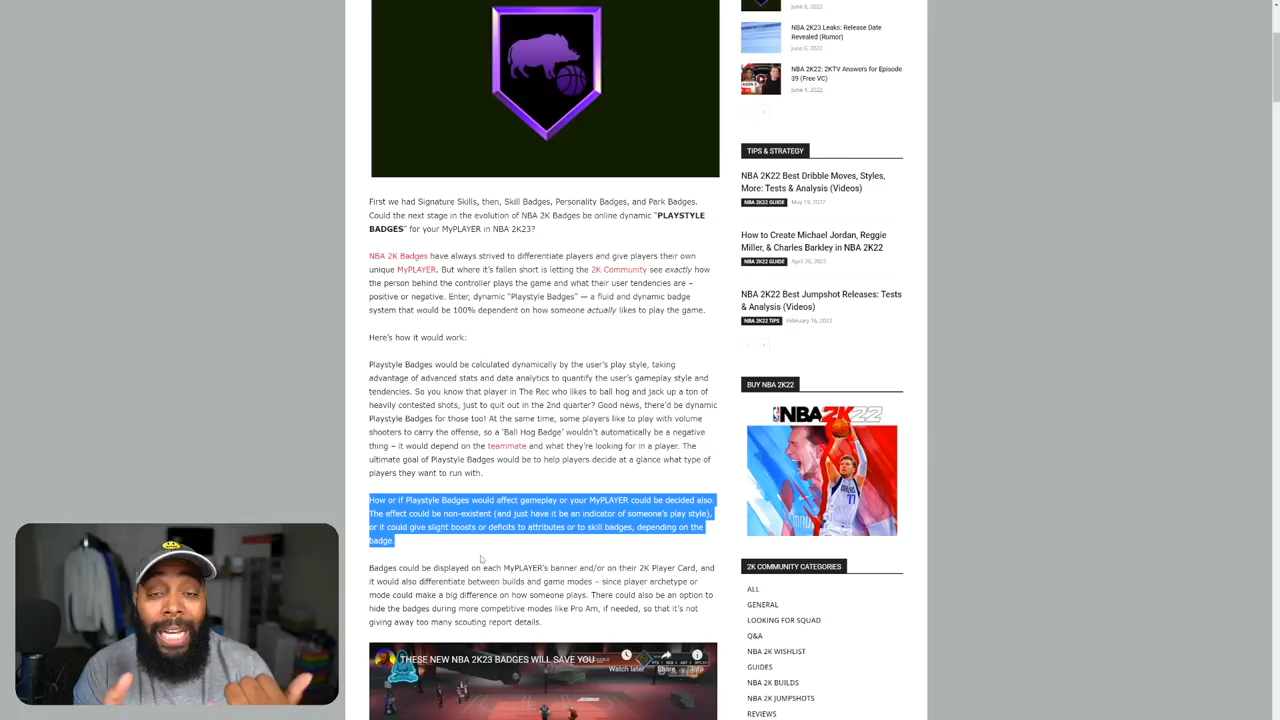 First we had Signature Skills, then, Skill Badges, Personality Badges, and Park Badges.
Could the next stage in the evolution of NBA 2K Badges be online dynamic “PLAYSTYLE
BADGES” for your MyPLAYER in NBA 2K23?
NBA 2K Badges have always strived to differentiate players and give players their own
unique MyPLAYER. But where it’s fallen short is letting the 2K Community see exactly how
the person behind the controller plays the game and what their user tendencies are –
positive or negative. Enter, dynamic “Playstyle Badges” — a fluid and dynamic badge
system that would be 100% dependent on how someone actually likes to play the game.
Here’s how it would work:
Playstyle Badges would be calculated dynamically by the user’s play style, taking
advantage of advanced stats and data analytics to quantify the user’s gameplay style and
tendencies. So you know that player in The Rec who likes to ball hog and jack up a ton of
heavily contested shots, just to quit out in the 2nd quarter? Good news, there’d be dynamic
Playstyle Badges for those too! At the same time, some players like to play with volume
shooters to carry the offense, so a ‘Ball Hog Badge’ wouldn’t automatically be a negative
thing – it would depend on the teammate and what they’re looking for in a player. The
ultimate goal of Playstyle Badges would be to help players decide at a glance what type of
players they want to run with.
How or if Playstyle Badges would affect gameplay or your MyPLAYER could be decided also.
The effect could be non-existent (and just have it be an indicator of someone’s play style),
or it could give slight boosts or deficits to attributes or to skill badges, depending on the
badge.
Badges could be displayed on each MyPLAYER’s banner and/or on their 2K Player Card, and
it would also differentiate between builds and game modes – since player archetype or
mode could make a big difference on how someone plays. There could also be an option to
hide the badges during more competitive modes like Pro Am, if needed, so that it’s not
giving away too many scouting report details.
THESE NEW NBA 2K23 BADGES WILL SAVE YOU
Watch later
Share
Info
June 8, 2022
NBA 2K23 Leaks: Release Date
Revealed (Rumor)
June 6, 2022
NBA 2K22: 2KTV Answers for Episode
39 (Free VC)
June 4, 2022
TIPS & STRATEGY
NBA 2K22 Best Dribble Moves, Styles,
More: Tests & Analysis (Videos)
NBA 2K22 GUIDE May 19, 2022
How to Create Michael Jordan, Reggie
Miller, & Charles Barkley in NBA 2K22
NBA 2K22 GUIDE April 20, 2022
NBA 2K22 Best Jumpshot Releases: Tests
& Analysis (Videos)
NBA 2K22 TIPS February 16, 2022
BUY NBA 2K22
NBA 2K22
77
2K COMMUNITY CATEGORIES
ALL
GENERAL
LOOKING FOR SQUAD
Q&A
NBA 2K WISHLIST
GUIDES
NBA 2K BUILDS
NBA 2K JUMPSHOTS
REVIEWS